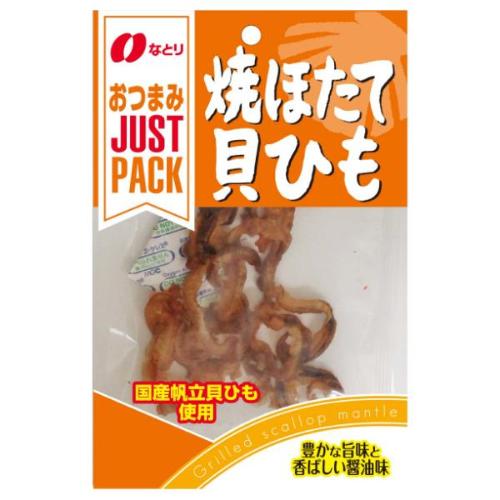 なとり
おつまみ
JUST
PACK
焼ほたて
貝ひも
国産帆立貝ひも
使用
Grilled scallop mantle
豊かな旨味と
香ばしい醤油味